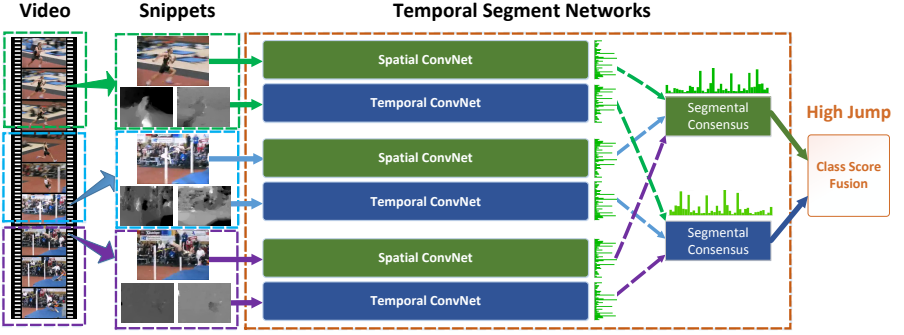 Video
Snippets
Temporal Segment Networks
Spatial ConvNet
Temporal ConvNet
Spatial ConvNet
Temporal ConvNet
Spatial ConvNet
Temporal ConvNet
Segmental
Consensus
Segmental
Consensus
High Jump
Class Score
Fusion